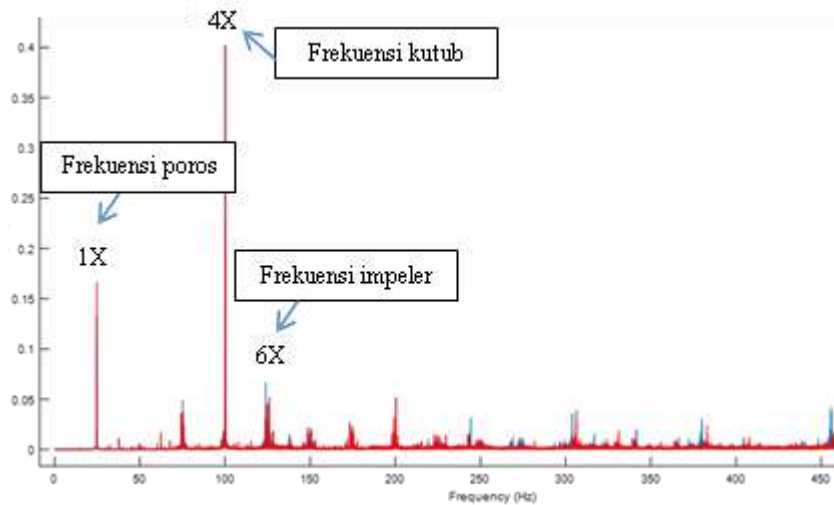 4X
Frekuensi kutub
0.4
0.35
0.3
Frekuensi poros
0.25
0.2
1X
Frekuensi impeler
0.15
0.1
6X
0.05
0
0 50 100 150 200 250 300 350 400 450
Frequency (Hz)